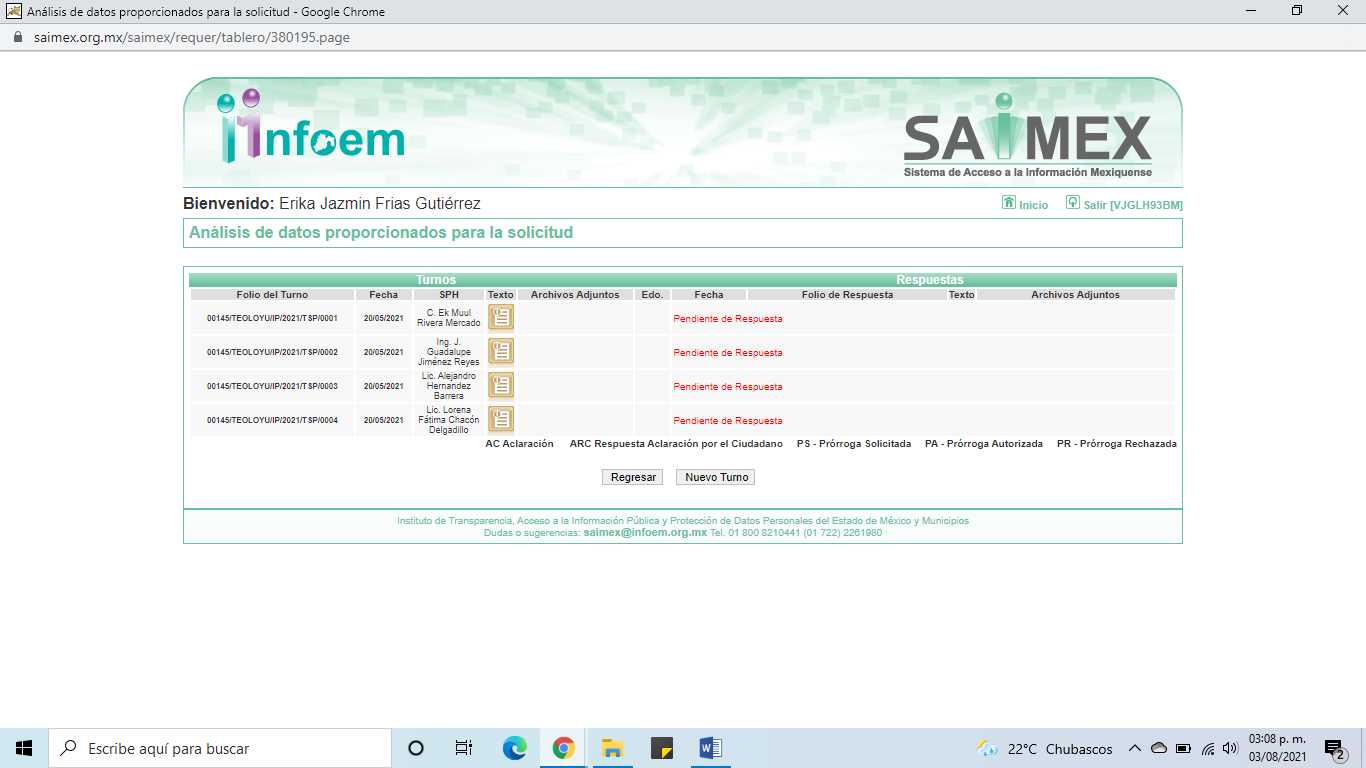 Análisis de datos proporcionados para la solicitud - Google Chrome
saimex.org.mx/saimex/requer/tablero/380195.page
infoem
SAiMEX
Sistema de Acceso a la Información Mexiquense
Bienvenido: Erika Jazmin Frias Gutiérrez
Inicio Salir [VJGLH93BM]
Análisis de datos proporcionados para la solicitud
Turnos Respuestas
Folio del Turno Fecha SPH Texto Archivos Adjuntos Edo. Fecha Folio de Respuesta Texto Archivos Adjuntos
00145/TEOLOYU/IP/2021/TSP/0001 20/05/2021 C. Ek Muul Rivera Mercado Pendiente de Respuesta
00145/TEOLOYU/IP/2021/TSP/0002 20/05/2021 Ing. J. Guadalupe Jiménez Reyes Pendiente de Respuesta
00145/TEOLOYU/IP/2021/TSP/0003 20/05/2021 Lic. Alejandro Hernandez Barrera Pendiente de Respuesta
00145/TEOLOYU/IP/2021/TSP/0004 20/05/2021 Lic. Lorena Fátima Chacón Delgadillo Pendiente de Respuesta
AC Aclaración ARC Respuesta Aclaración por el Ciudadano PS - Prórroga Solicitada PA - Prórroga Autorizada PR - Prórroga Rechazada
Regresar Nuevo Turno
Instituto de Transparencia, Acceso a la Información Pública y Protección de Datos Personales del Estado de México y Municipios
Dudas o sugerencias: saimex@infoem.org.mx Tel. 01 800 8210441 (01 722) 2261980
Escribe aquí para buscar
22°C Chubascos
03:08 p. m.
03/08/2021
2